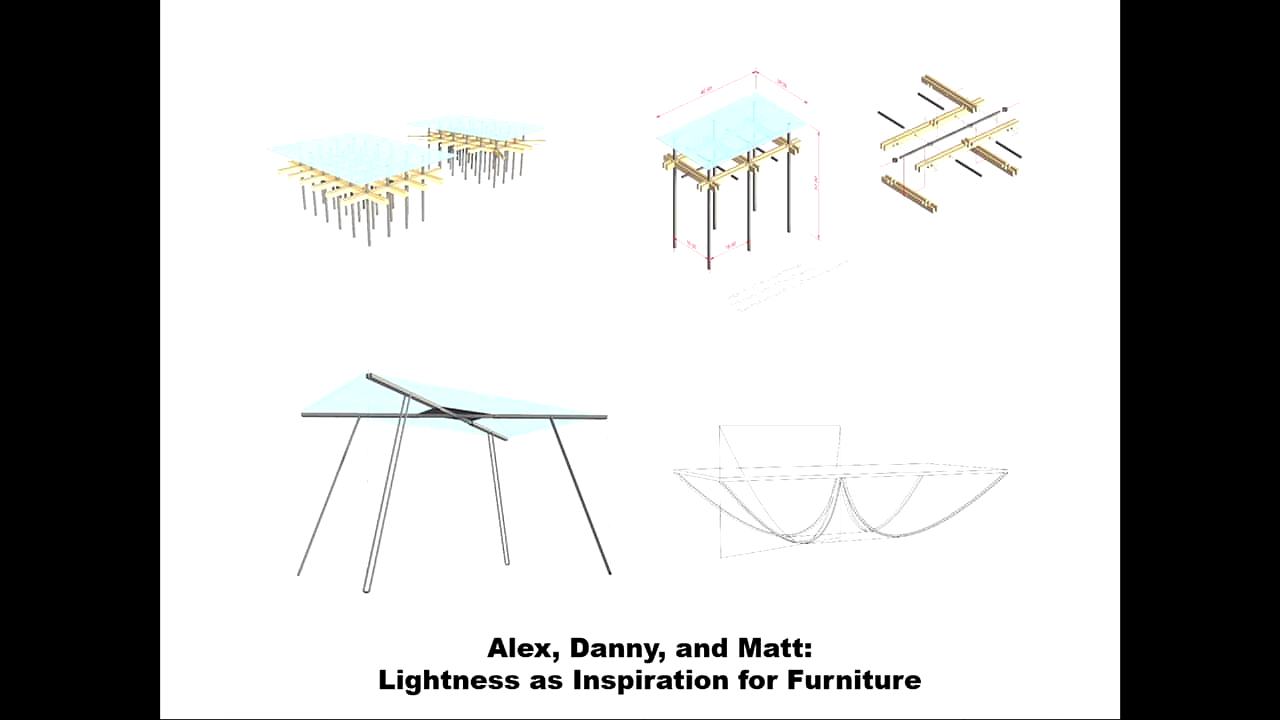 Alex, Danny, and Matt:
Lightness as Inspiration for Furniture